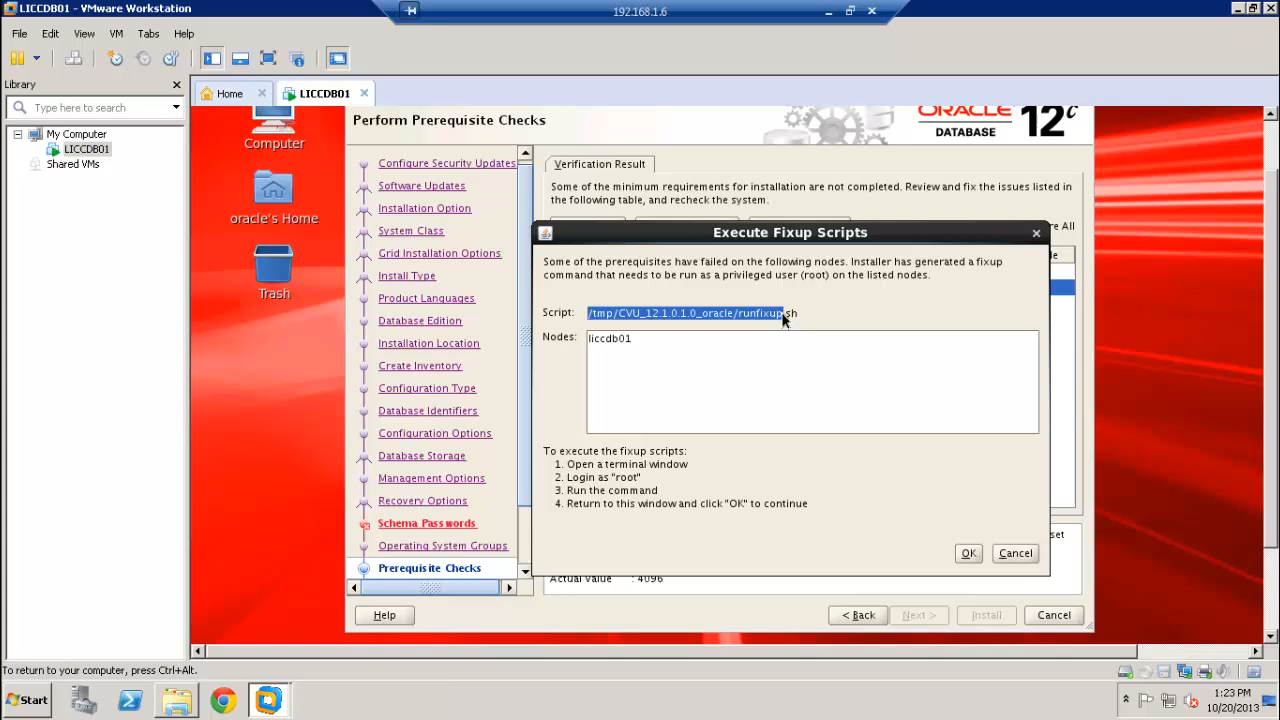 LICCDB01 - VMware Workstation
192.168.1.6
File Edit View VM Tabs Help
Library
Type here to search
My Computer
LICCDB01
Shared VMs
Home
LICCDB01
Computer
oracle's Home
Trash
Perform Prerequisite Checks
ORACLE
DATABASE
12c
Configure Security Updates
Software Updates
Installation Option
System Class
Grid Installation Options
Install Type
Product Languages
Database Edition
Installation Location
Create Inventory
Configuration Type
Database Identifiers
Configuration Options
Database Storage
Management Options
Recovery Options
Schema Passwords
Operating System Groups
Prerequisite Checks
Verification Result
Some of the minimum requirements for installation are not completed. Review and fix the issues listed in
the following table, and recheck the system.
Execute Fixup Scripts
Some of the prerequisites have failed on the following nodes. Installer has generated a fixup
command that needs to be run as a privileged user (root) on the listed nodes.
Script: /tmp/CVU_12.1.0.1.0_oracle/runfixup.sh
Nodes: liccdb01
To execute the fixup scripts:
1. Open a terminal window
2. Login as "root"
3. Run the command
4. Return to this window and click "OK" to continue
OK Cancel
Actual Value : 4096
Help
< Back Next > Install Cancel
To return to your computer, press Ctrl+Alt.
Start
1:23 PM
10/20/2013